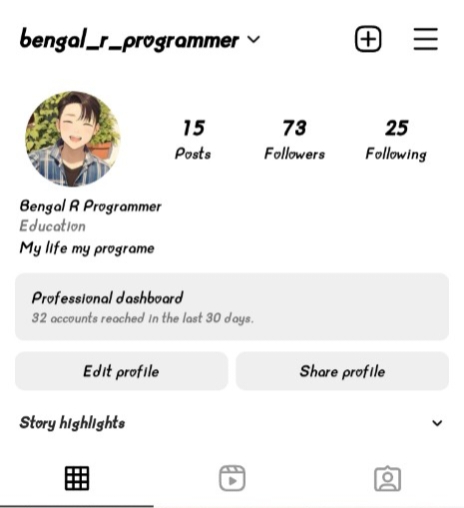 bengal_r_programmer
15 73 25
Posts Followers Following
Bengal R Programmer
Education
My life my programe
Professional dashboard
32 accounts reached in the last 30 days.
Edit profile Share profile
Story highlights